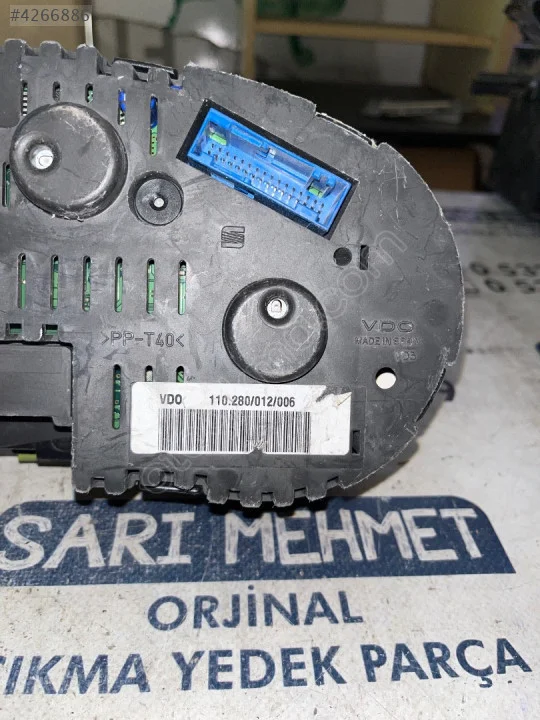 #4266886
VDO
MADE IN SPAIN
>PP-T40<
VDO 110.280/012/006
SARI MEHMET
ORJİNAL
ÇIKMA YEDEK PARÇA